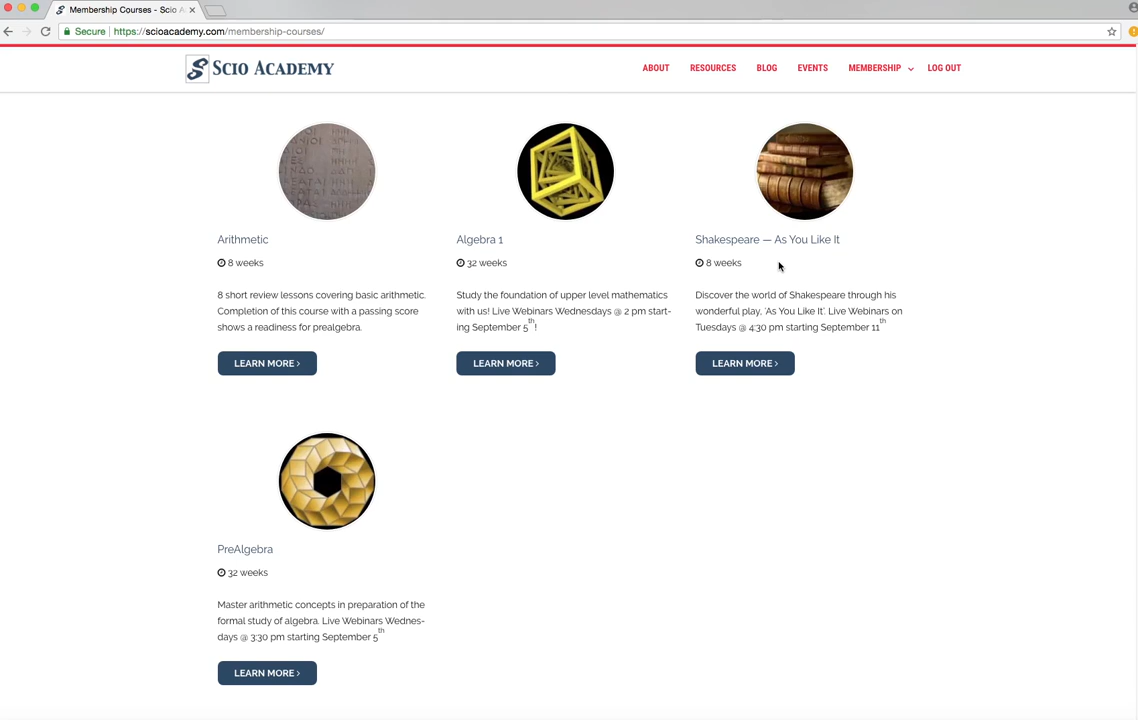 Membership Courses - Scio A
Secure https://scioacademy.com/membership-courses/
SCIO ACADEMY
ABOUT RESOURCES BLOG EVENTS MEMBERSHIP LOG OUT
Arithmetic
8 weeks
8 short review lessons covering basic arithmetic.
Completion of this course with a passing score
shows a readiness for prealgebra.
LEARN MORE >
Algebra 1
32 weeks
Study the foundation of upper level mathematics
with us! Live Webinars Wednesdays @ 2 pm start-
ing September 5th!
LEARN MORE >
Shakespeare — As You Like It
8 weeks
Discover the world of Shakespeare through his
wonderful play, 'As You Like It'. Live Webinars on
Tuesdays @ 4:30 pm starting September 11th
LEARN MORE >
PreAlgebra
32 weeks
Master arithmetic concepts in preparation of the
formal study of algebra. Live Webinars Wednes-
days @ 3:30 pm starting September 5th
LEARN MORE >